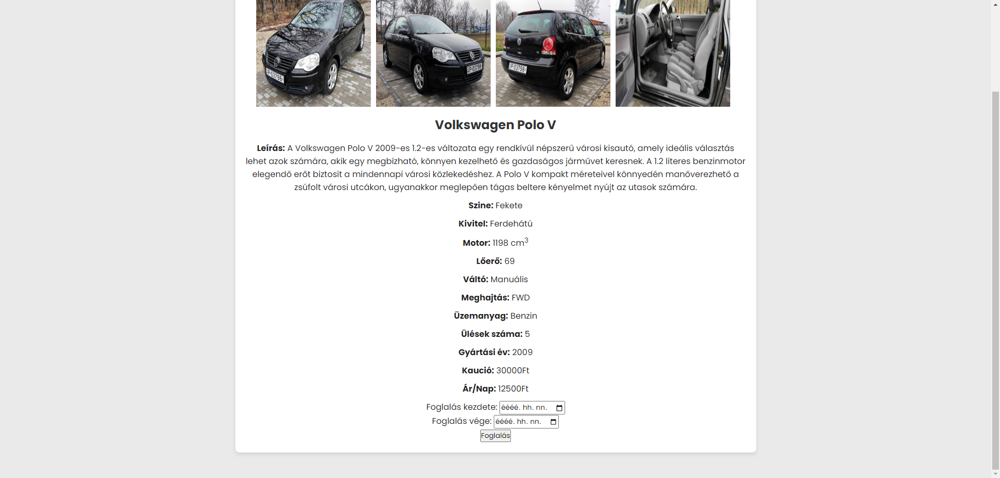 P-03798
P-03798
P-03798
Volkswagen Polo V
Leírás: A Volkswagen Polo V 2009-es 1.2-es változata egy rendkívül népszerű városi kisautó, amely ideális választás
lehet azok számára, akik egy megbízható, könnyen kezelhető és gazdaságos járművet keresnek. A 1.2 literes benzinmotor
elegendő erőt biztosít a mindennapi városi közlekedéshez. A Polo V kompakt méreteivel könnyedén manőverezhető a
zsúfolt városi utcákon, ugyanakkor meglepően tágas beltere kényelmet nyújt az utasok számára.
Szine: Fekete
Kivitel: Ferdehátú
Motor: 1198 cm³
Lőerő: 69
Váltó: Manuális
Meghajtás: FWD
Üzemanyag: Benzin
Ülések száma: 5
Gyártási év: 2009
Kaució: 30000Ft
Ár/Nap: 12500Ft
Foglalás kezdete: éééé. hh. nn.
Foglalás vége: éééé. hh. nn.
Foglalás